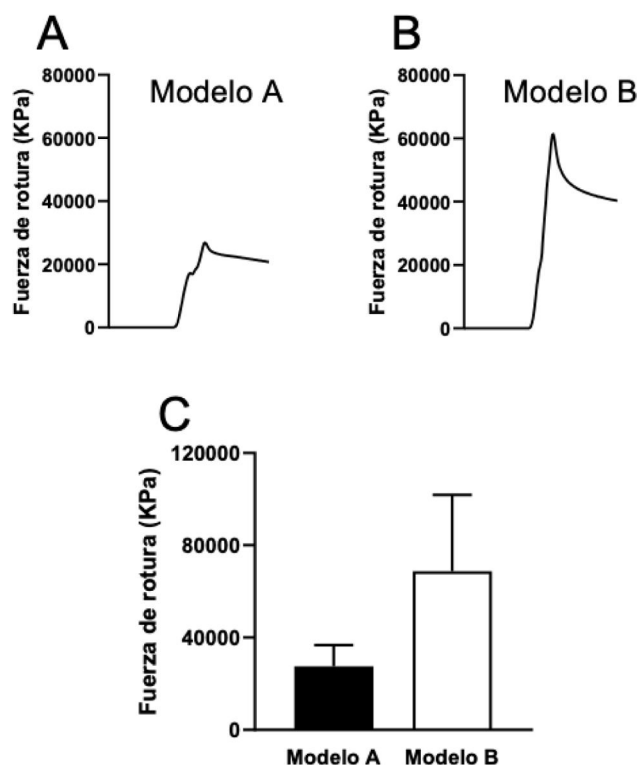 A
Modelo A
Fuerza de rotura (KPa)
80000
60000
40000
20000
0
B
Modelo B
Fuerza de rotura (KPa)
80000
60000
40000
20000
0
C
Fuerza de rotura (KPa)
120000
80000
40000
0
Modelo A
Modelo B